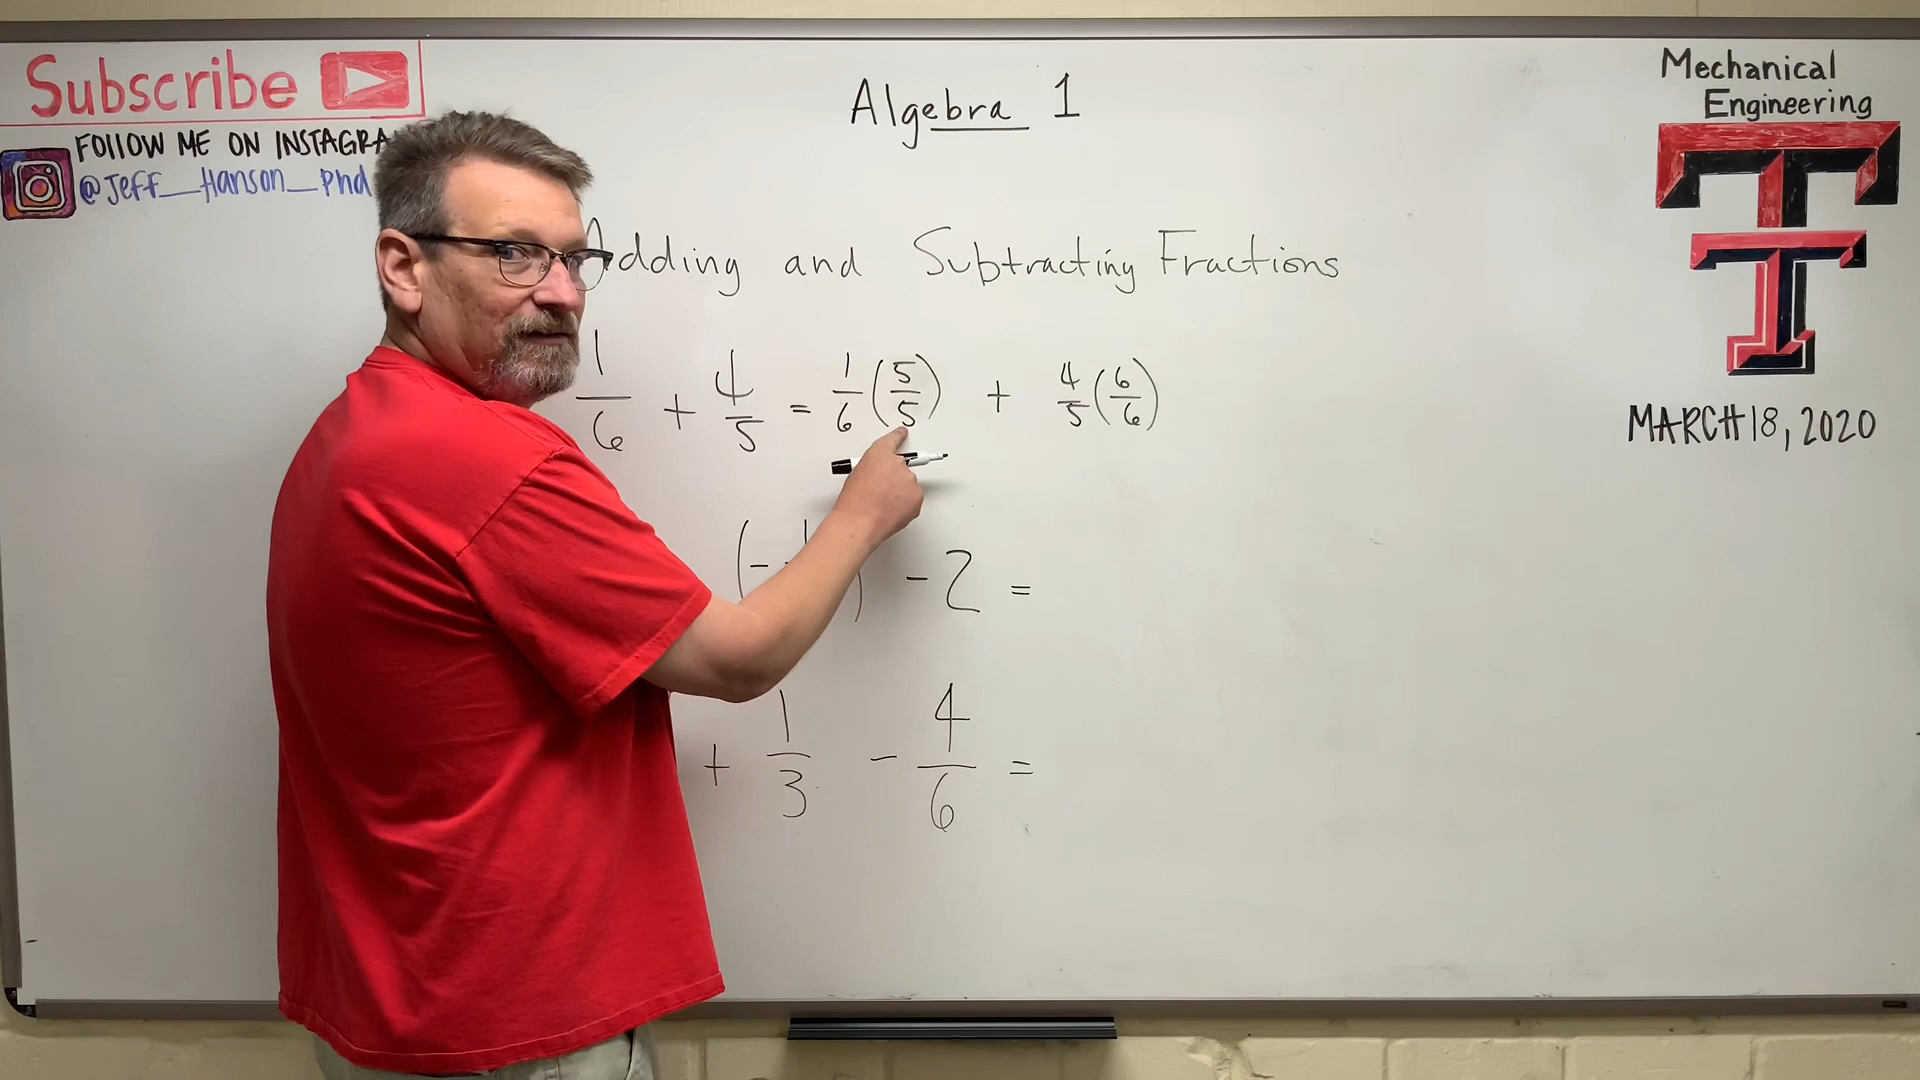 Subscribe
FOLLOW ME ON INSTAGRA
@Jeff_Hanson_Phd
Algebra 1
Mechanical
Engineering
MARCH 18, 2020
Adding and Subtracting Fractions
1/6 + 4/5 = 1/6 (5/5) + 4/5 (6/6)
- 2 =
+ 1/3 - 4/6 =